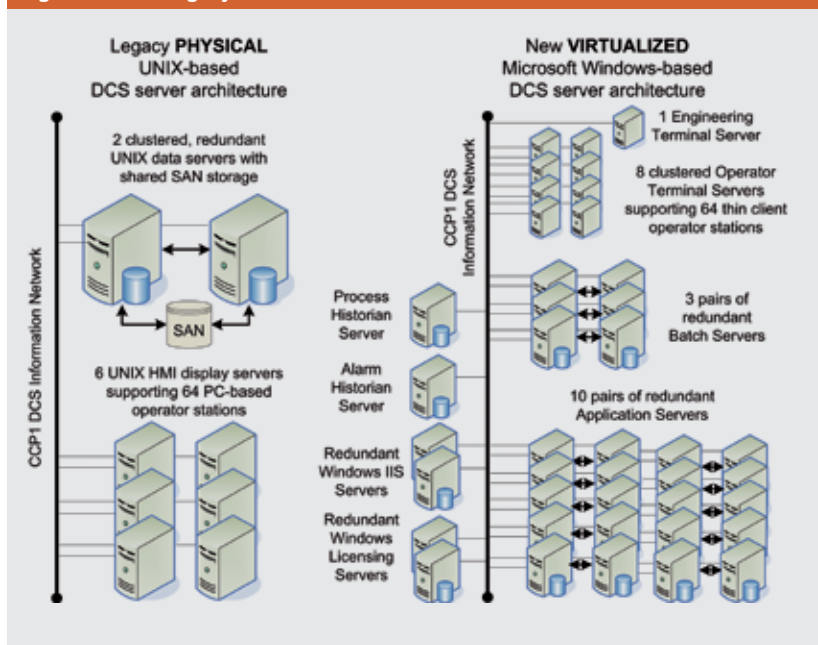 Legacy PHYSICAL
UNIX-based
DCS server architecture
2 clustered, redundant
UNIX data servers with
shared SAN storage
SAN
6 UNIX HMI display servers
supporting 64 PC-based
operator stations
CCP1 DCS Information Network
New VIRTUALIZED
Microsoft Windows-based
DCS server architecture
CCP1 DCS
Information Network
1 Engineering
Terminal Server
8 clustered Operator
Terminal Servers
supporting 64 thin client
operator stations
Process
Historian
Server
3 pairs of
redundant
Batch Servers
Alarm
Historian
Server
10 pairs of redundant
Application Servers
Redundant
Windows IIS
Servers
Redundant
Windows
Licensing
Servers